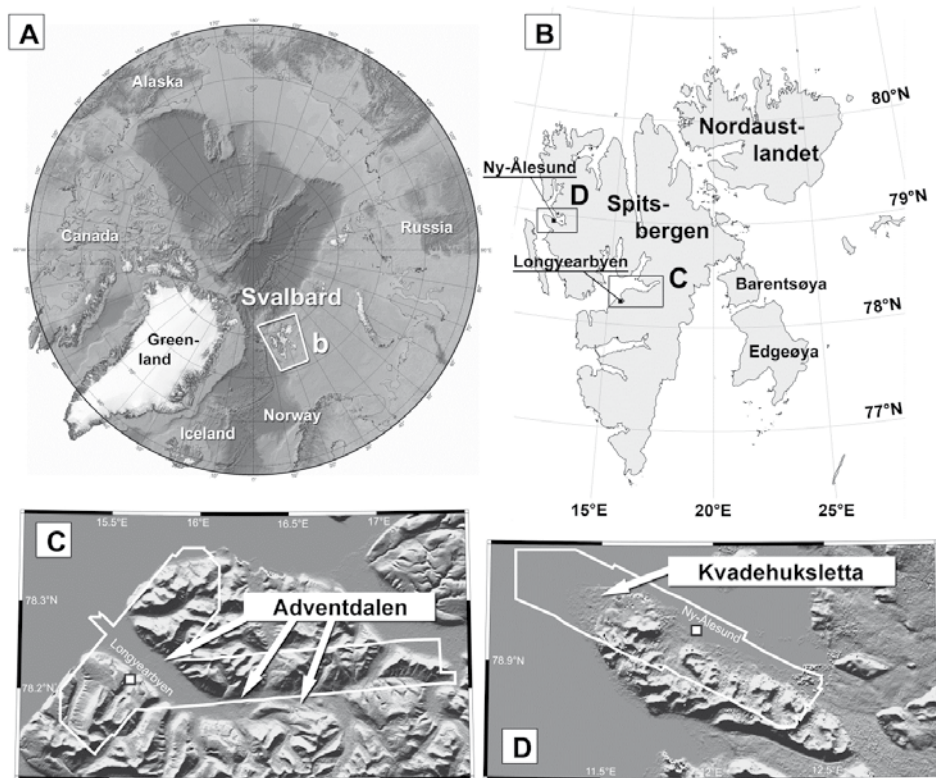 A
Alaska
Canada
Russia
Svalbard
b
Green-
land
Norway
Iceland
B
80°N
Nordaust-
landet
Ny-Ålesund
D
79°N
Spits-
bergen
Longyearbyen
C
Barentsøya
78°N
Edgeøya
77°N
15°E
20°E
25°E
C
15.5°E
16°E
16.5°E
17°E
78.3°N
Adventdalen
Longyearbyen
78.2°N
Kvadehuksletta
Ny-Ålesund
78.9°N
D
11.5°E
12°E
12.5°E